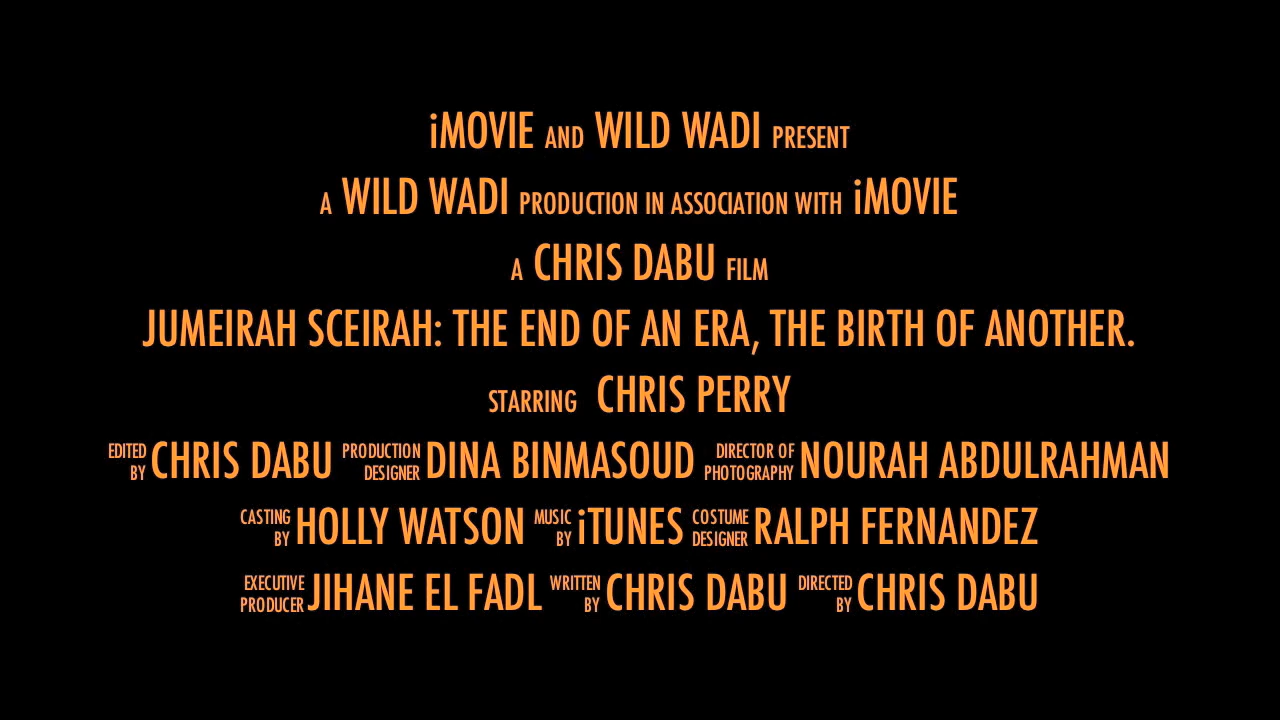 iMOVIE AND WILD WADI PRESENT
A WILD WADI PRODUCTION IN ASSOCIATION WITH iMOVIE
A CHRIS DABU FILM
JUMEIRAH SCEIRAH: THE END OF AN ERA, THE BIRTH OF ANOTHER.
STARRING CHRIS PERRY
EDITED BY CHRIS DABU PRODUCTION DESIGNER DINA BINMASOUD DIRECTOR OF PHOTOGRAPHY NOURAH ABDULRAHMAN
CASTING BY HOLLY WATSON MUSIC BY iTUNES COSTUME DESIGNER RALPH FERNANDEZ
EXECUTIVE PRODUCER JIHANE EL FADL WRITTEN BY CHRIS DABU DIRECTED BY CHRIS DABU